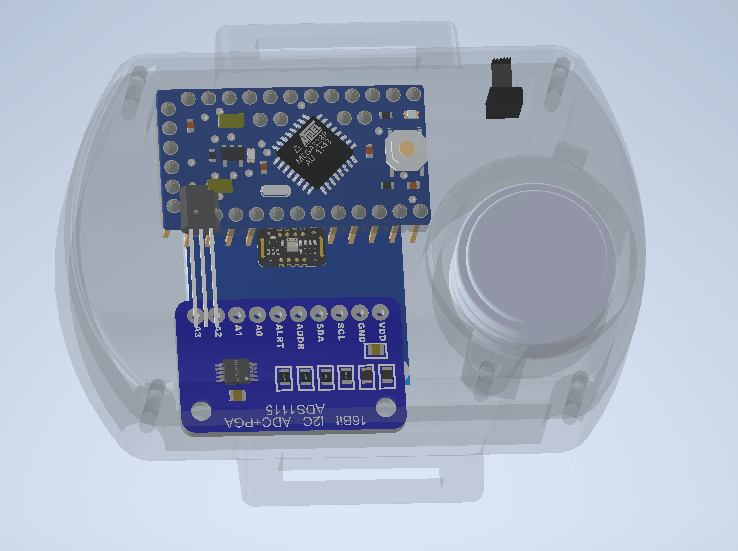 A3
A2
A1
A0
ALRT
ADDR
SDA
SCL
GND
VDD
16Bit I2C ADC+PGA
ADS1115